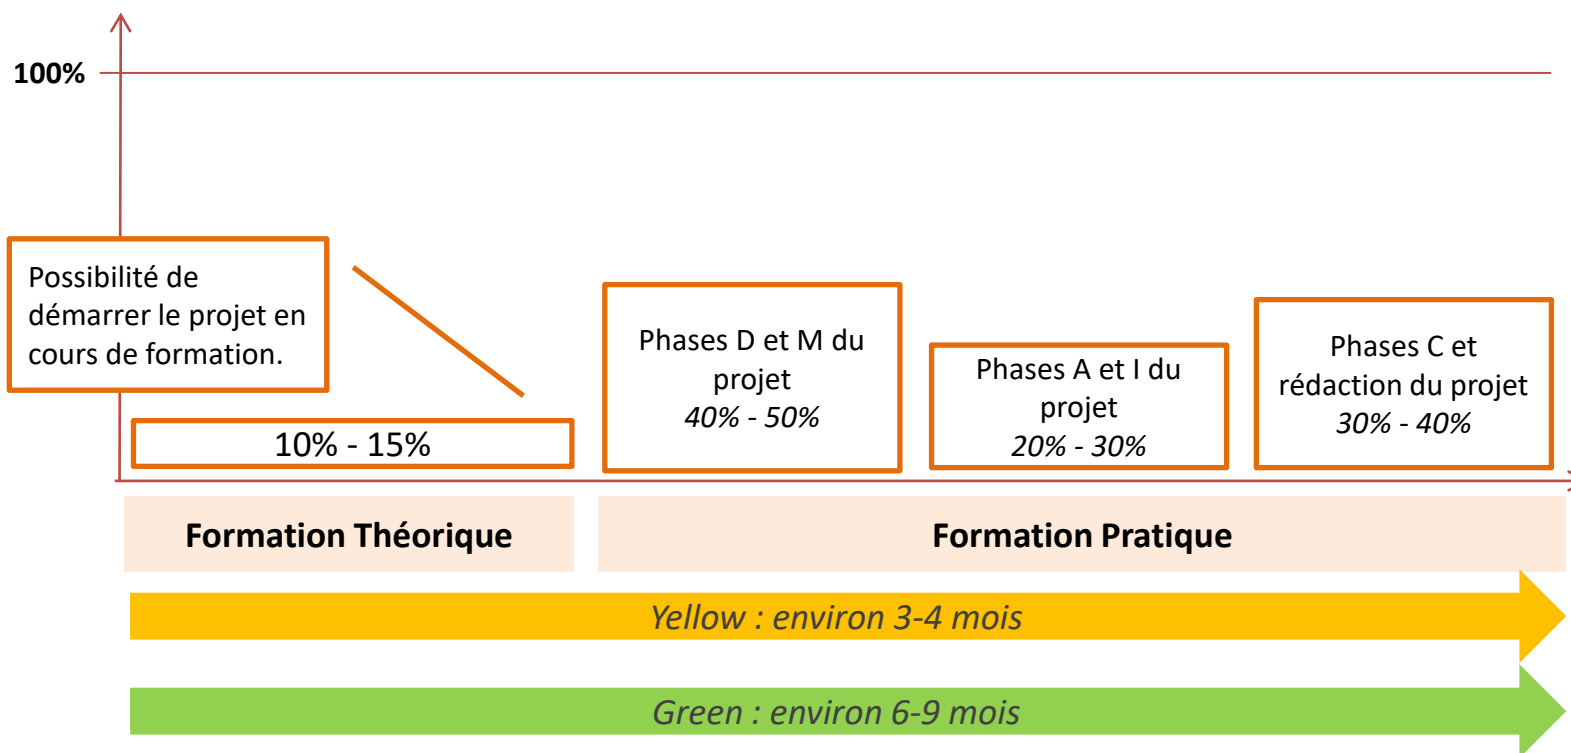 100%
Possibilité de
démarrer le projet en
cours de formation.
10% - 15%
Phases D et M du
projet
40% - 50%
Phases A et I du
projet
20% - 30%
Phases C et
rédaction du projet
30% - 40%
Formation Théorique
Formation Pratique
Yellow : environ 3-4 mois
Green : environ 6-9 mois